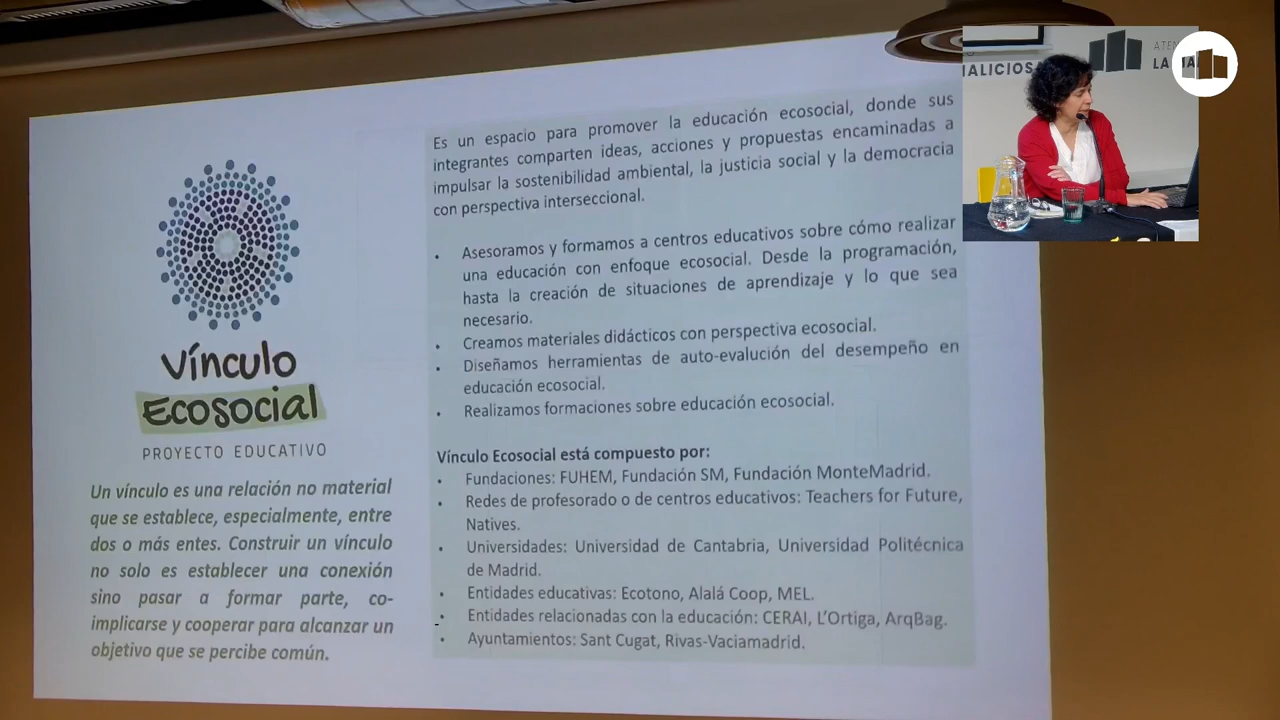 MALICIOSA
ATEN
LA MA
Vínculo
Ecosocial
PROYECTO EDUCATIVO
Un vínculo es una relación no material
que se establece, especialmente, entre
dos o más entes. Construir un vínculo
no solo es establecer una conexión
sino pasar a formar parte, co-
implicarse y cooperar para alcanzar un
objetivo que se percibe común.
Es un espacio para promover la educación ecosocial, donde sus
integrantes comparten ideas, acciones y propuestas encaminadas a
impulsar la sostenibilidad ambiental, la justicia social y la democracia
con perspectiva interseccional.
• Asesoramos y formamos a centros educativos sobre cómo realizar
una educación con enfoque ecosocial. Desde la programación,
hasta la creación de situaciones de aprendizaje y lo que sea
necesario.
• Creamos materiales didácticos con perspectiva ecosocial.
• Diseñamos herramientas de auto-evalución del desempeño en
educación ecosocial.
• Realizamos formaciones sobre educación ecosocial.
Vínculo Ecosocial está compuesto por:
• Fundaciones: FUHEM, Fundación SM, Fundación MonteMadrid.
• Redes de profesorado o de centros educativos: Teachers for Future,
Natives.
• Universidades: Universidad de Cantabria, Universidad Politécnica
de Madrid.
• Entidades educativas: Ecotono, Alalá Coop, MEL.
• Entidades relacionadas con la educación: CERAI, L'Ortiga, ArqBag.
• Ayuntamientos: Sant Cugat, Rivas-Vaciamadrid.